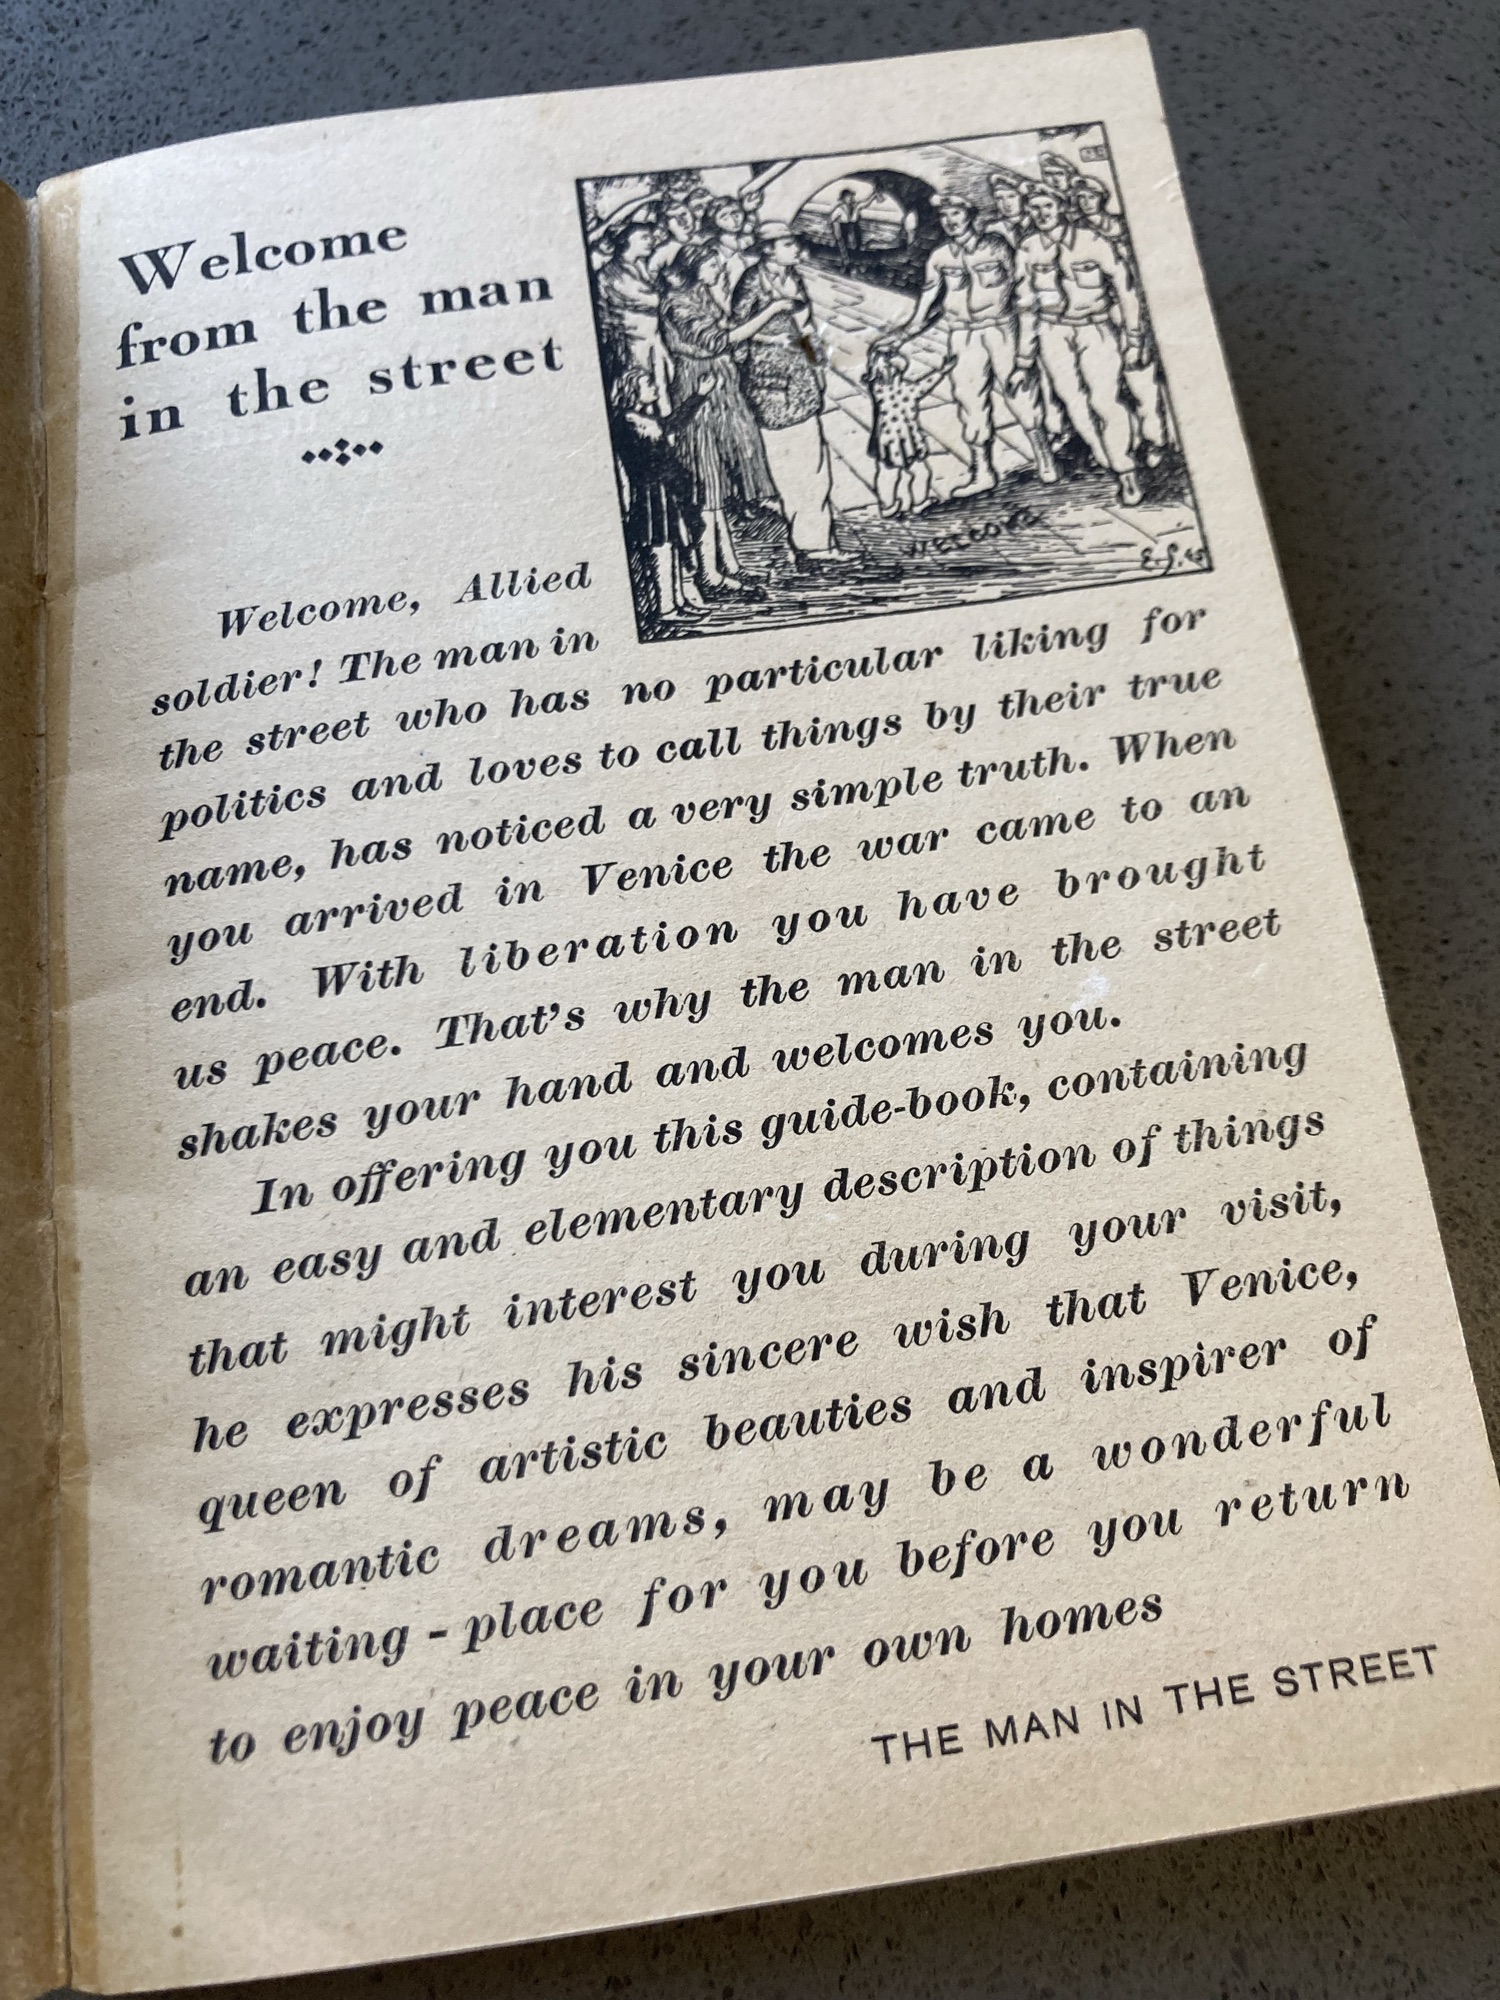 Welcome
from the man
in the street
WELCOME
Welcome, Allied
soldier! The man in
the street who has no particular liking for
politics and loves to call things by their true
name, has noticed a very simple truth. When
you arrived in Venice the war came to an
end. With liberation you have brought
us peace. That's why the man in the street
shakes your hand and welcomes you.
In offering you this guide-book, containing
an easy and elementary description of things
that might interest you during your visit,
he expresses his sincere wish that Venice,
queen of artistic beauties and inspirer of
romantic dreams, may be a wonderful
waiting - place for you before you return
to enjoy peace in your own homes
THE MAN IN THE STREET